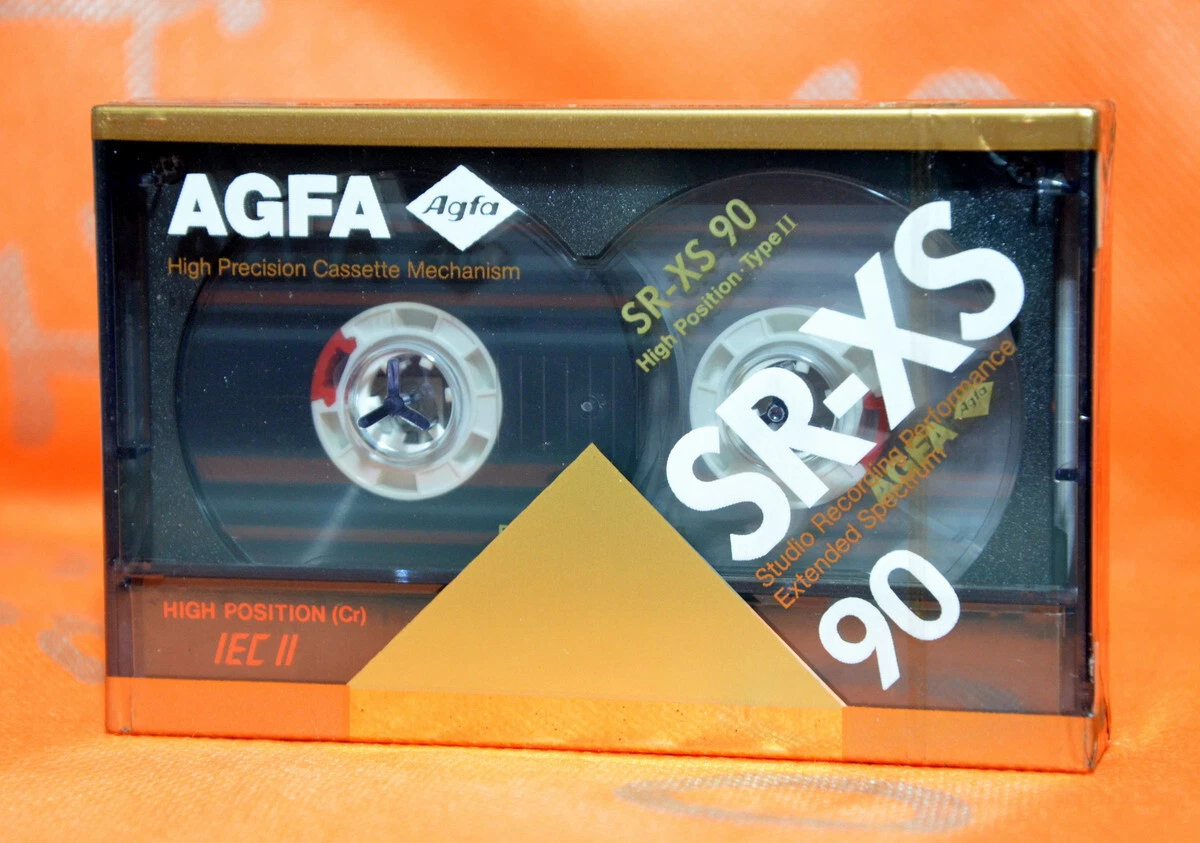 AGFA Agfa
High Precision Cassette Mechanism
SR-XS 90
High Position · Type II
SR-XS
Studio Recording Performance
Extended Spectrum
AGFA Agfa
90
HIGH POSITION (Cr)
IEC II